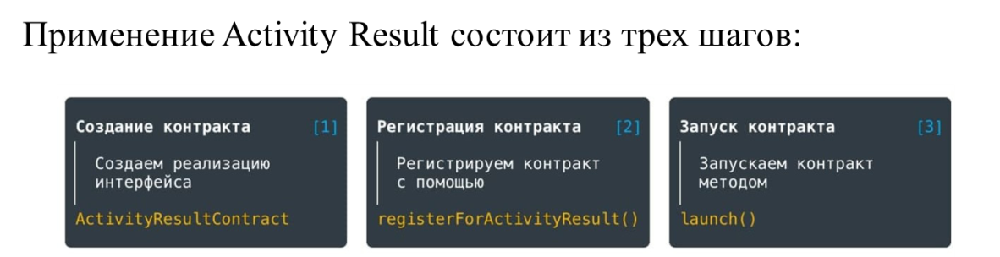 Применение Activity Result состоит из трех шагов:
Создание контракта [1]
Создаем реализацию
интерфейса
ActivityResultContract
Регистрация контракта [2]
Регистрируем контракт
с помощью
registerForActivityResult()
Запуск контракта [3]
Запускаем контракт
методом
launch()